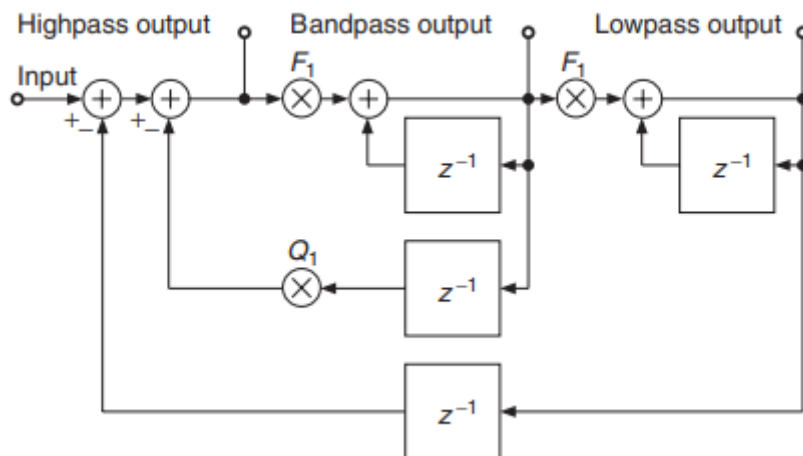 Highpass output Bandpass output Lowpass output
Input F₁ F₁
+ + + +
+ − + −
z⁻¹ z⁻¹
Q₁
z⁻¹
z⁻¹